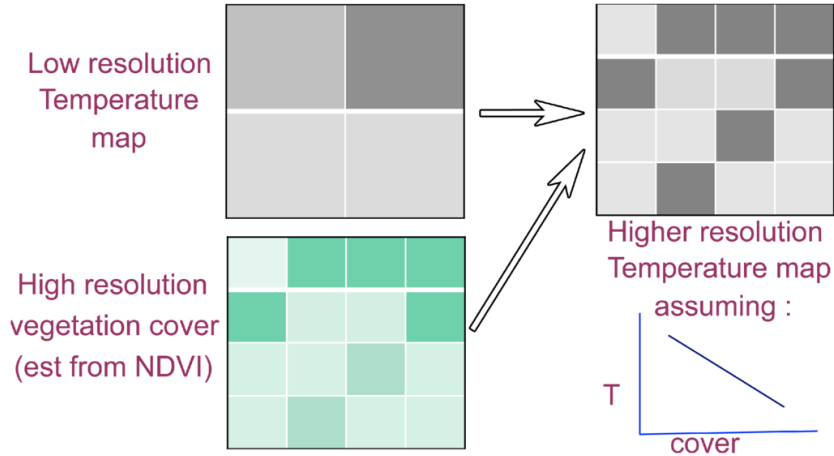 Low resolution
Temperature
map
High resolution
vegetation cover
(est from NDVI)
Higher resolution
Temperature map
assuming :
T
cover